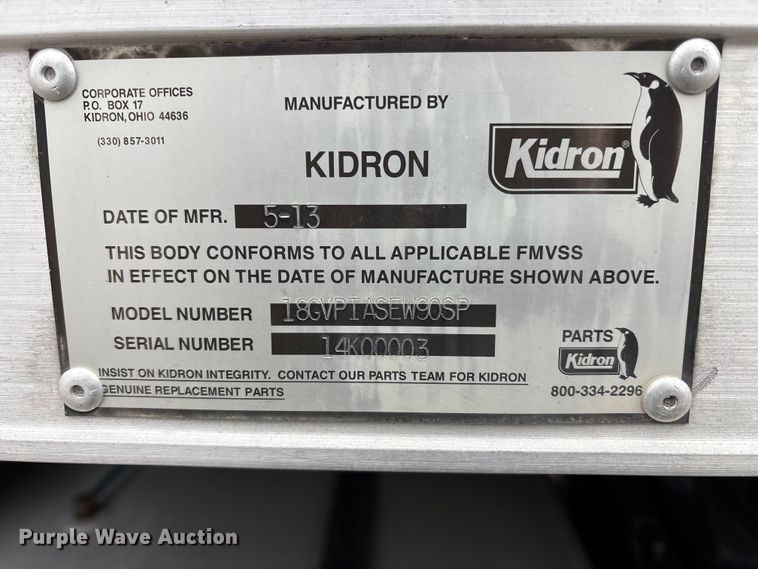 CORPORATE OFFICES
P.O. BOX 17
KIDRON, OHIO 44636
(330) 857-3011
MANUFACTURED BY
KIDRON
Kidron®
DATE OF MFR. 5-13
THIS BODY CONFORMS TO ALL APPLICABLE FMVSS
IN EFFECT ON THE DATE OF MANUFACTURE SHOWN ABOVE.
MODEL NUMBER 18GVPIASEW90SP
SERIAL NUMBER 14K00003
INSIST ON KIDRON INTEGRITY. CONTACT OUR PARTS TEAM FOR KIDRON
GENUINE REPLACEMENT PARTS
PARTS
Kidron
800-334-2296
Purple Wave Auction